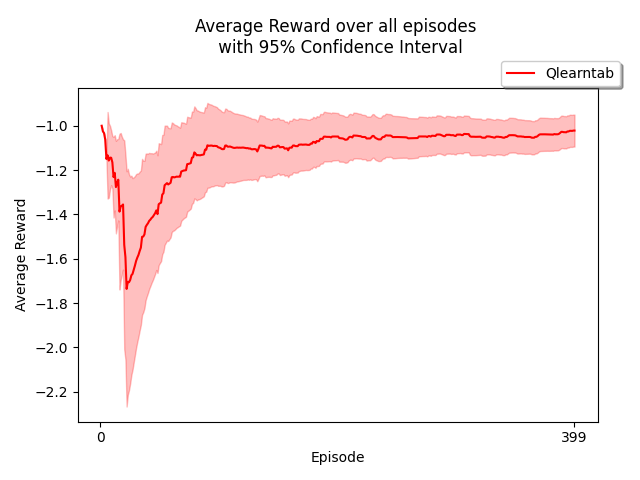 Average Reward over all episodes
with 95% Confidence Interval
Qlearntab
−1.0
−1.2
−1.4
−1.6
−1.8
−2.0
−2.2
Average Reward
0
399
Episode